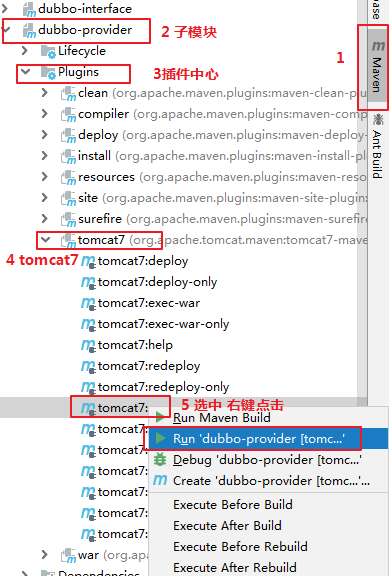 dubbo-interface
dubbo-provider
2 子模块
Lifecycle
Plugins
3插件中心
1
Maven
Ant Build
clean (org.apache.maven.plugins:maven-clean-pl
compiler (org.apache.maven.plugins:maven-co
deploy (org.apache.maven.plugins:maven-deplo
install (org.apache.maven.plugins:maven-install-pl
resources (org.apache.maven.plugins:maven-reso
site (org.apache.maven.plugins:maven-site-plugin
surefire (org.apache.maven.plugins:maven-surefir
tomcat7 (org.apache.tomcat.maven:tomcat7-mave
4 tomcat7
tomcat7:deploy
tomcat7:deploy-only
tomcat7:exec-war
tomcat7:exec-war-only
tomcat7:help
tomcat7:redeploy
tomcat7:redeploy-only
tomcat7:
5 选中 右键点击
Run Maven Build
tomcat7:
Run 'dubbo-provider [tomc...'
tomcat7:
Debug 'dubbo-provider [tomc...'
tomcat7:
Create 'dubbo-provider [tomc...'...
tomcat7:
Execute Before Build
tomcat7:
Execute After Build
tomcat7:
Execute Before Rebuild
war (org.ap
Execute After Rebuild
Dependencies